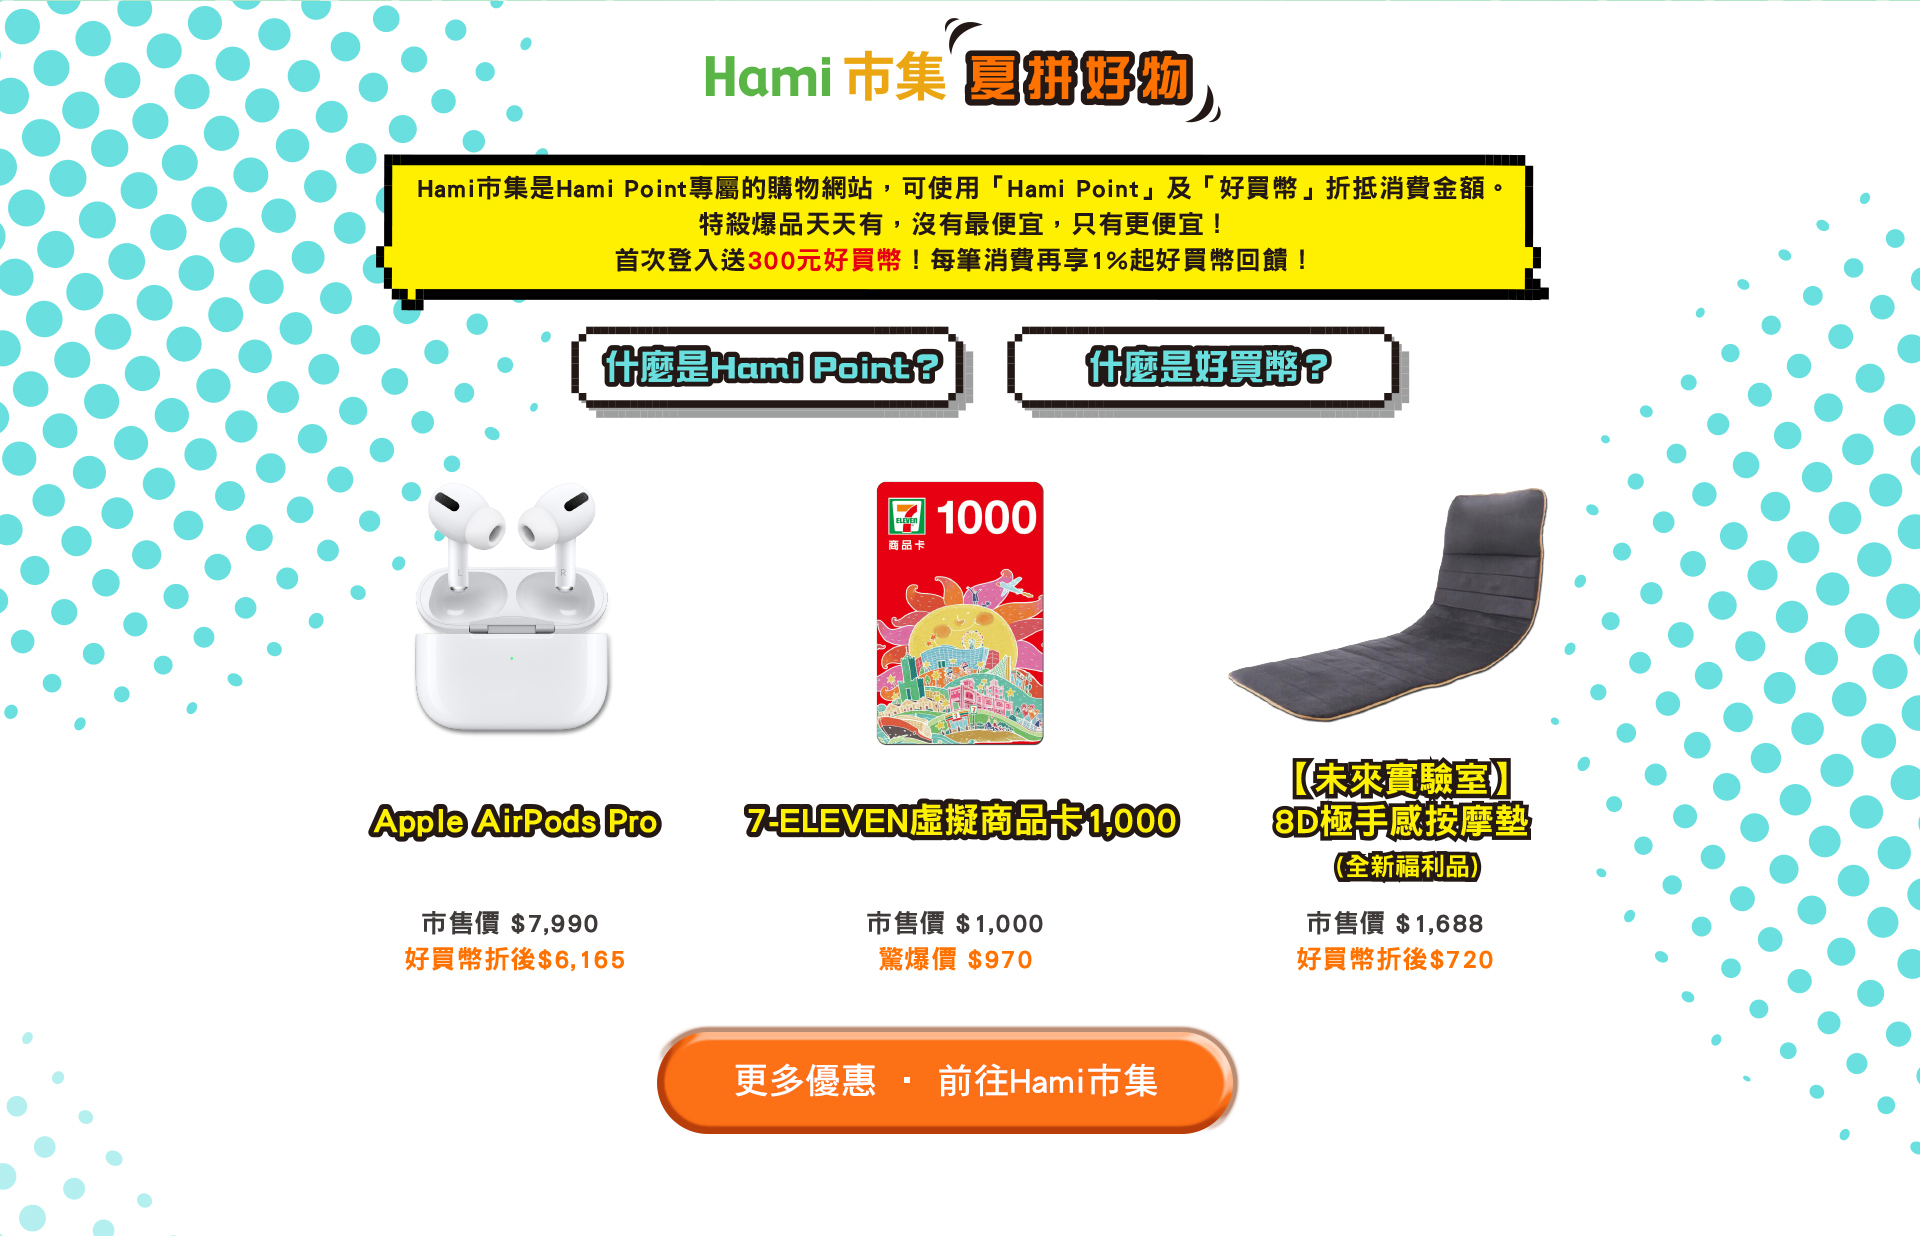 Hami 市集 夏拼好物
Hami市集是Hami Point專屬的購物網站，可使用「Hami Point」及「好買幣」折抵消費金額。
特殺爆品天天有，沒有最便宜，只有更便宜！
首次登入送300元好買幣！每筆消費再享1%起好買幣回饋！
什麼是Hami Point？
什麼是好買幣？
L
R
7
ELEVEN
1000
商品卡
Apple AirPods Pro
7-ELEVEN虛擬商品卡1,000
【未來實驗室】
8D極手感按摩墊
(全新福利品)
市售價 $7,990
好買幣折後$6,165
市售價 $1,000
驚爆價 $970
市售價 $1,688
好買幣折後$720
更多優惠 · 前往Hami市集